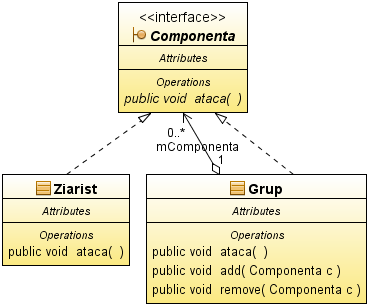 <<interface>>
Componenta
Attributes
Operations
public void ataca( )
0..*
mComponenta
1
Ziarist
Attributes
Operations
public void ataca( )
Grup
Attributes
Operations
public void ataca( )
public void add( Componenta c )
public void remove( Componenta c )